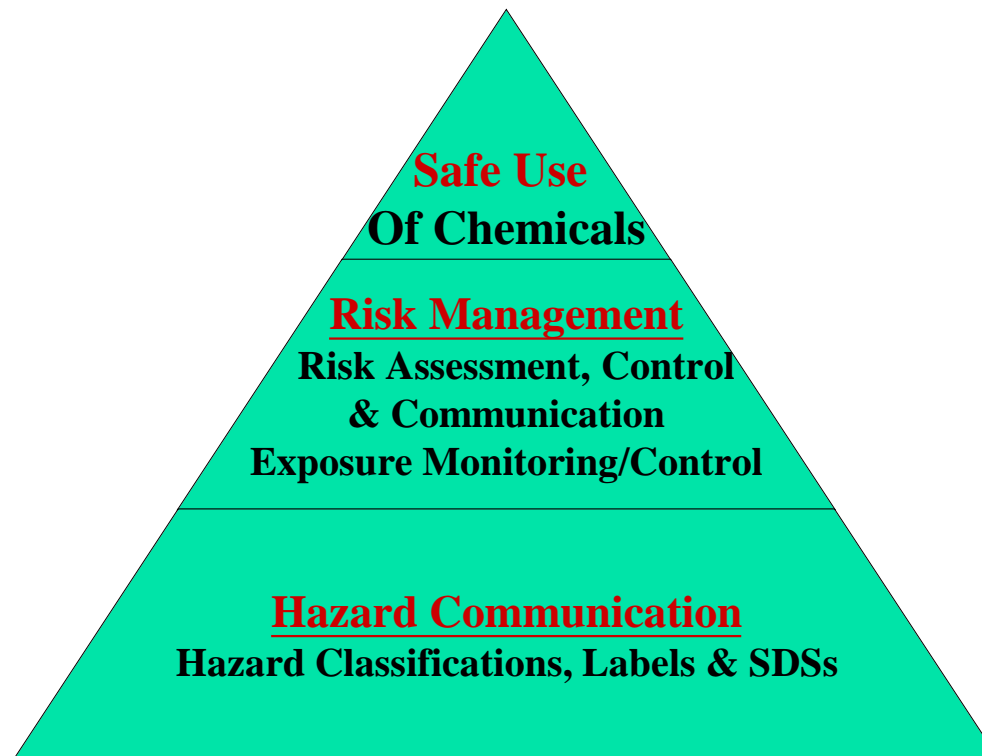 Safe Use
Of Chemicals
Risk Management
Risk Assessment, Control
& Communication
Exposure Monitoring/Control
Hazard Communication
Hazard Classifications, Labels & SDSs